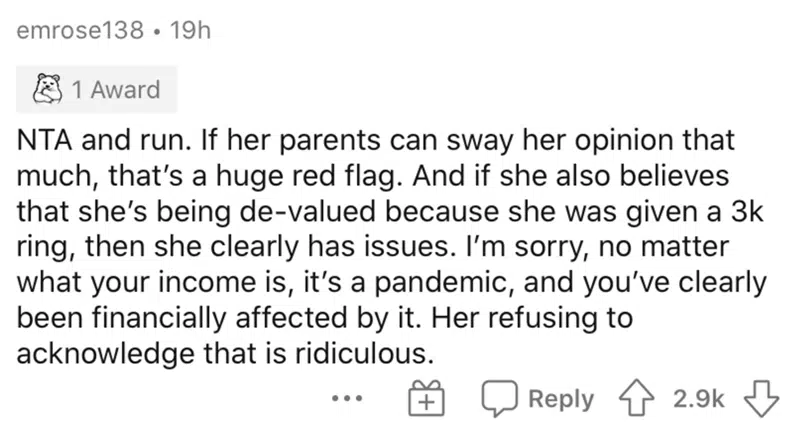 emrose138 • 19h
1 Award
NTA and run. If her parents can sway her opinion that
much, that's a huge red flag. And if she also believes
that she's being de-valued because she was given a 3k
ring, then she clearly has issues. I'm sorry, no matter
what your income is, it's a pandemic, and you've clearly
been financially affected by it. Her refusing to
acknowledge that is ridiculous.
Reply 2.9k